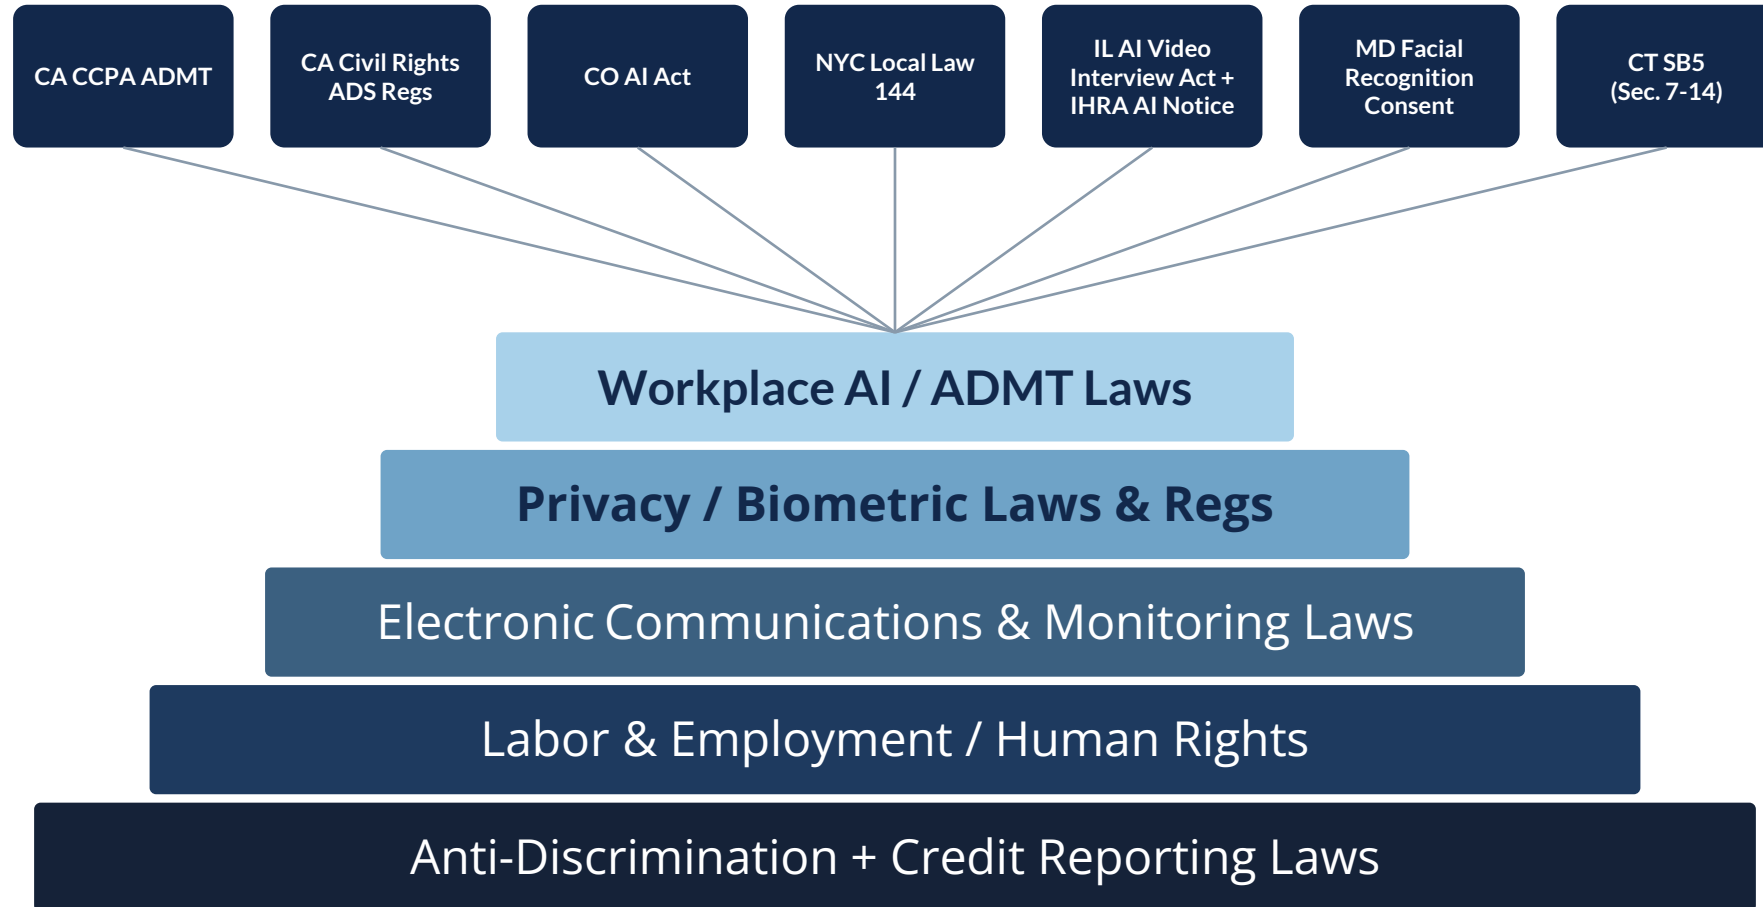 CA CCPA ADMT
CA Civil Rights
ADS Regs
CO AI Act
NYC Local Law
144
IL AI Video
Interview Act +
IHRA AI Notice
MD Facial
Recognition
Consent
CT SB5
(Sec. 7-14)
Workplace AI / ADMT Laws
Privacy / Biometric Laws & Regs
Electronic Communications & Monitoring Laws
Labor & Employment / Human Rights
Anti-Discrimination + Credit Reporting Laws